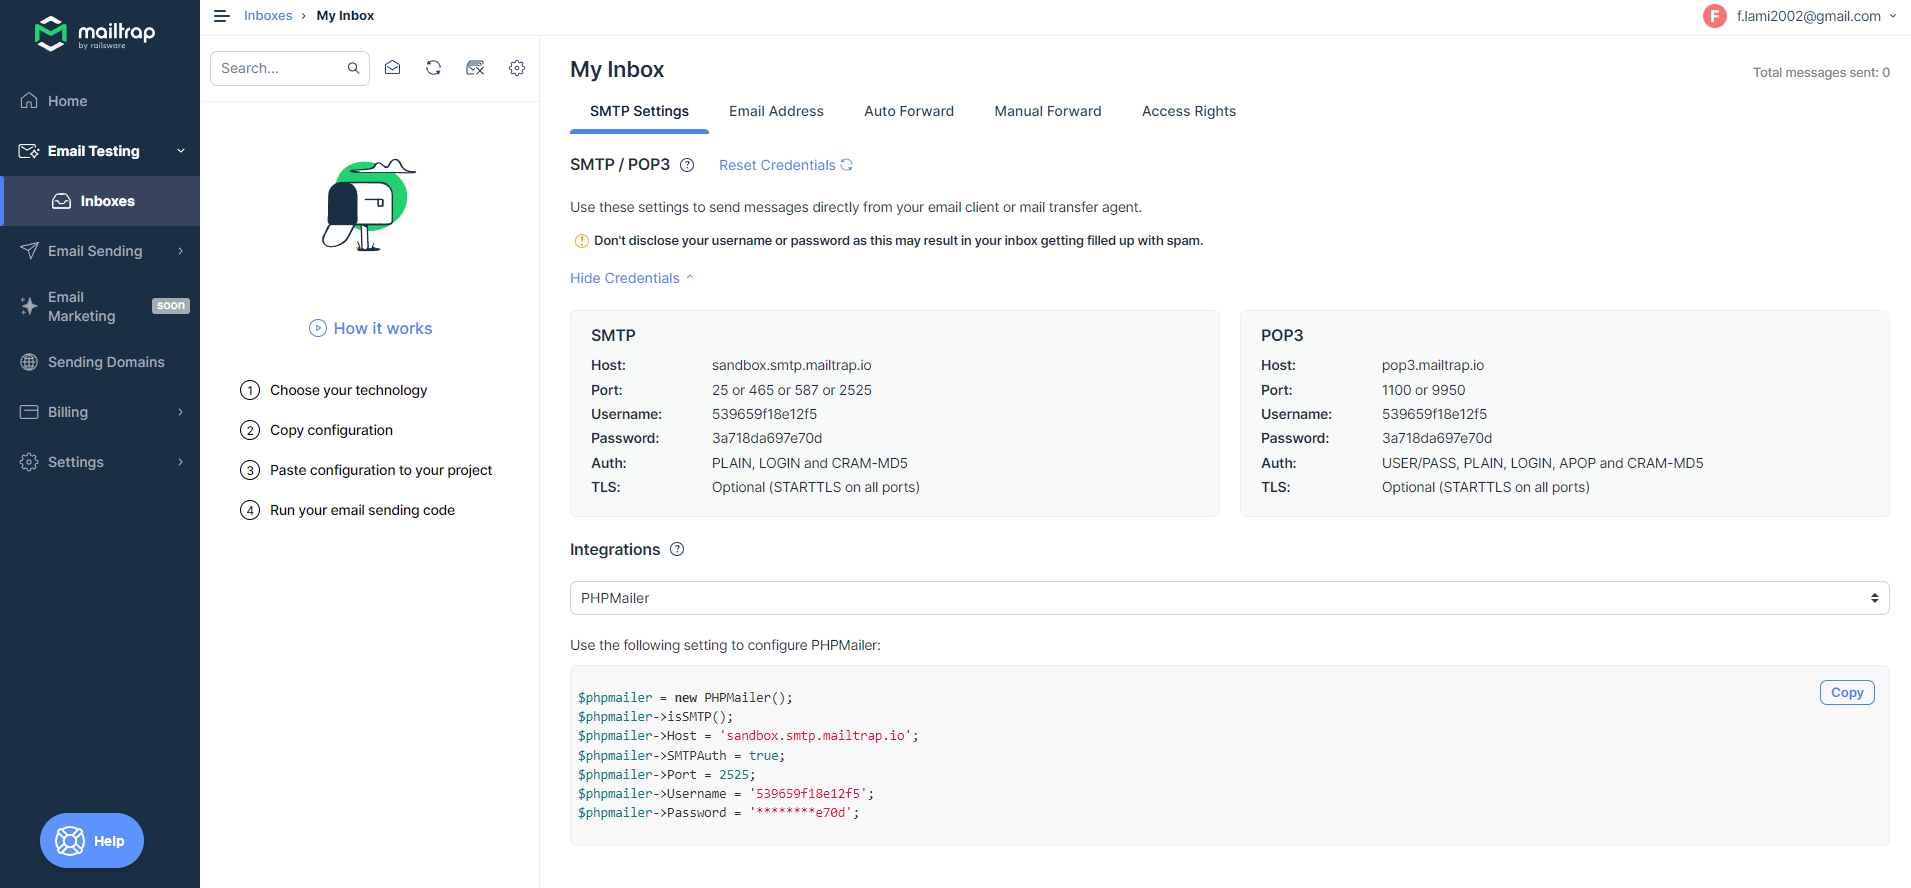 mailtrap
by railsware
Home
Email Testing
Inboxes
Email Sending
Email
Marketing
soon
Sending Domains
Billing
Settings
Help
Inboxes › My Inbox
F f.lami2002@gmail.com
Search...
How it works
1 Choose your technology
2 Copy configuration
3 Paste configuration to your project
4 Run your email sending code
My Inbox
Total messages sent: 0
SMTP Settings Email Address Auto Forward Manual Forward Access Rights
SMTP / POP3 ? Reset Credentials
Use these settings to send messages directly from your email client or mail transfer agent.
! Don't disclose your username or password as this may result in your inbox getting filled up with spam.
Hide Credentials
SMTP
Host: sandbox.smtp.mailtrap.io
Port: 25 or 465 or 587 or 2525
Username: 539659f18e12f5
Password: 3a718da697e70d
Auth: PLAIN, LOGIN and CRAM-MD5
TLS: Optional (STARTTLS on all ports)
POP3
Host: pop3.mailtrap.io
Port: 1100 or 9950
Username: 539659f18e12f5
Password: 3a718da697e70d
Auth: USER/PASS, PLAIN, LOGIN, APOP and CRAM-MD5
TLS: Optional (STARTTLS on all ports)
Integrations ?
PHPMailer
Use the following setting to configure PHPMailer:
Copy
$phpmailer = new PHPMailer();
$phpmailer->isSMTP();
$phpmailer->Host = 'sandbox.smtp.mailtrap.io';
$phpmailer->SMTPAuth = true;
$phpmailer->Port = 2525;
$phpmailer->Username = '539659f18e12f5';
$phpmailer->Password = '********e70d';